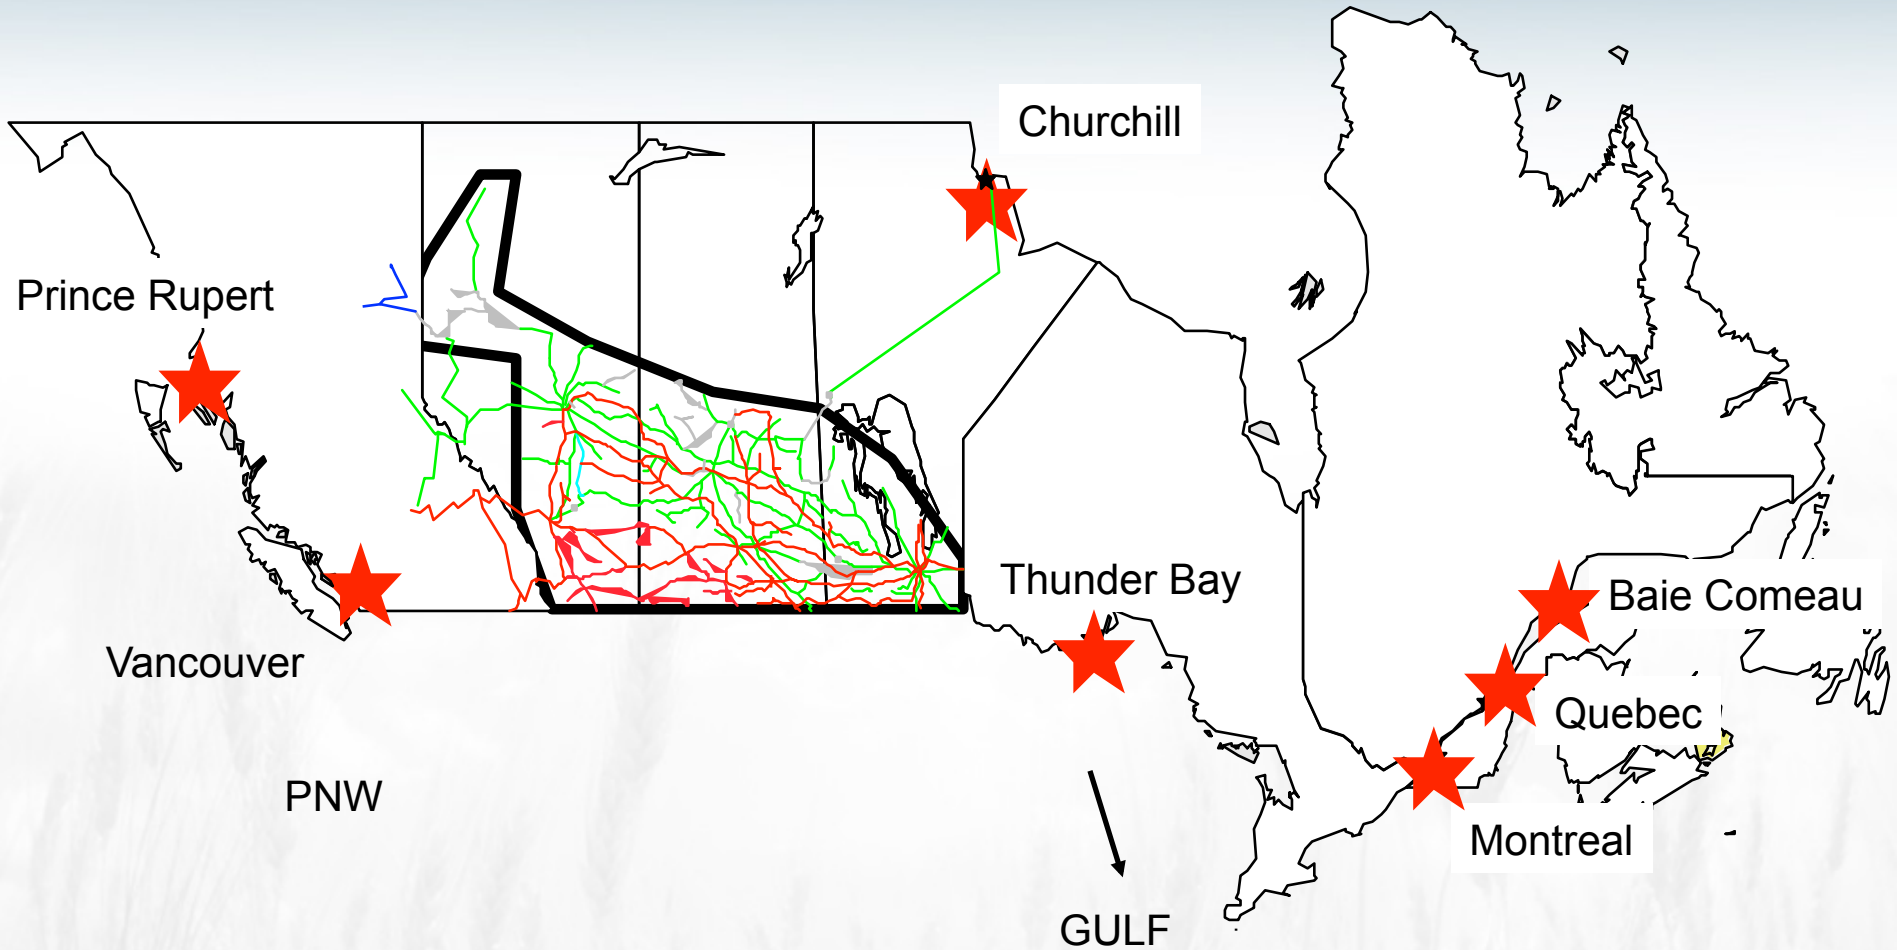 Churchill
Prince Rupert
Thunder Bay
Baie Comeau
Vancouver
Quebec
PNW
Montreal
GULF